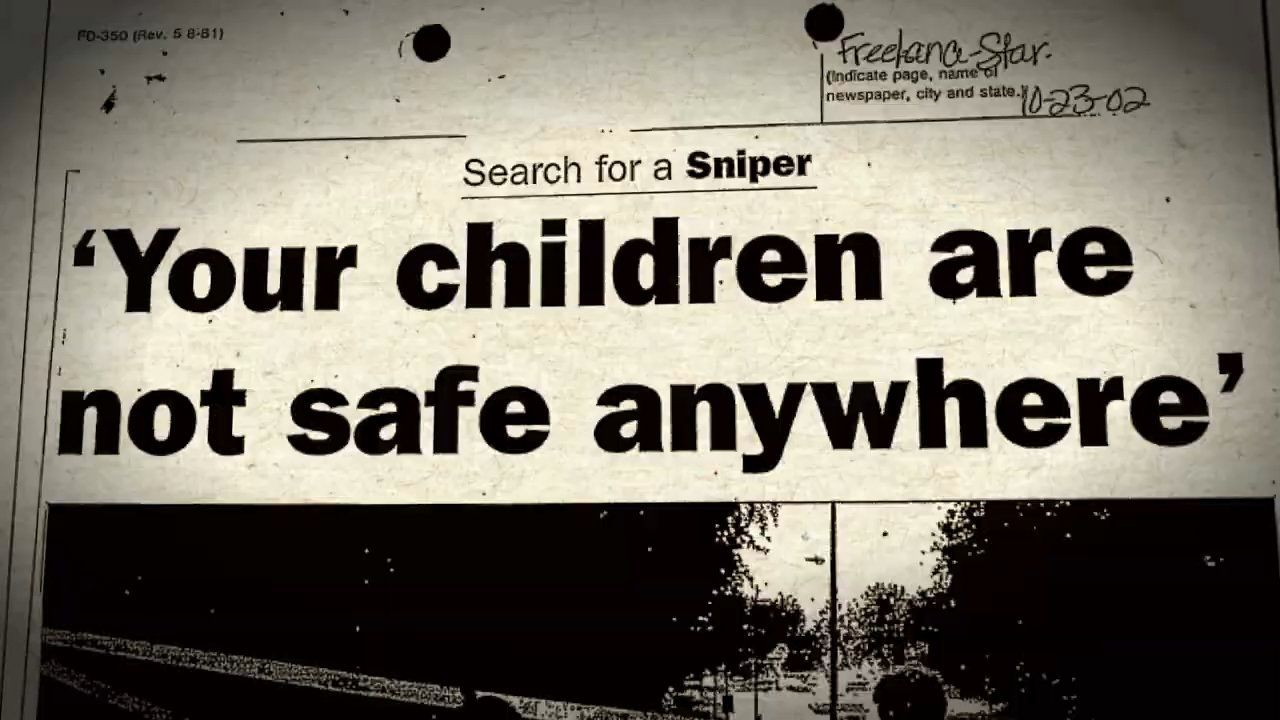 FD-350 (Rev. 5 8-81)
Freelance-Star.
(Indicate page, name of
newspaper, city and state.)
10-23-02
Search for a Sniper
‘Your children are
not safe anywhere’